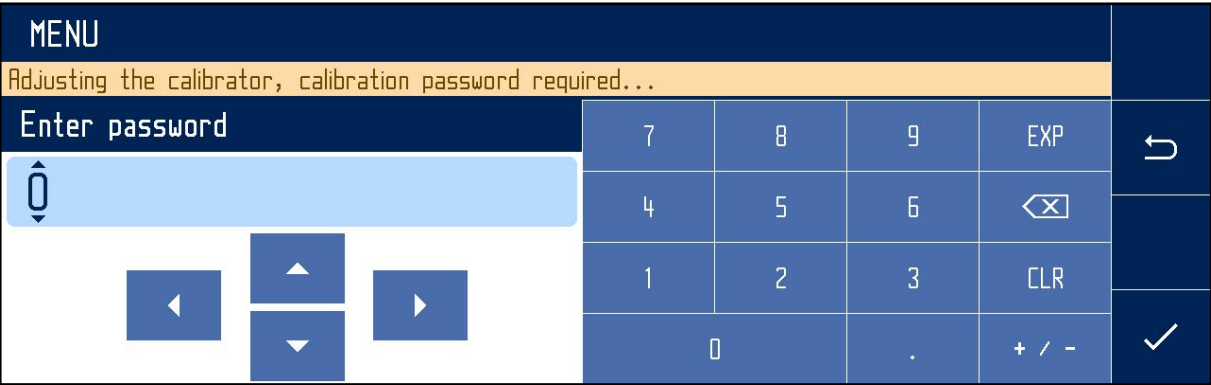 MENU
Adjusting the calibrator, calibration password required...
Enter password
0
7 8 9 EXP
4 5 6
1 2 3 CLR
0 . + / -